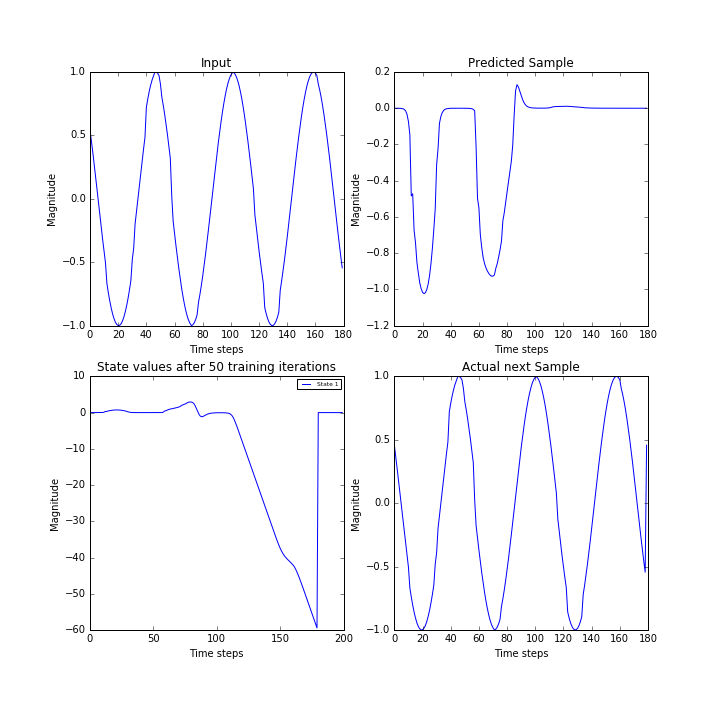 Input
Magnitude
1.0
0.5
0.0
−0.5
−1.0
0 20 40 60 80 100 120 140 160 180
Time steps
Predicted Sample
Magnitude
0.2
0.0
−0.2
−0.4
−0.6
−0.8
−1.0
−1.2
0 20 40 60 80 100 120 140 160 180
Time steps
State values after 50 training iterations
Magnitude
10
0
−10
−20
−30
−40
−50
−60
0 50 100 150 200
Time steps
State 1
Actual next Sample
Magnitude
1.0
0.5
0.0
−0.5
−1.0
0 20 40 60 80 100 120 140 160 180
Time steps